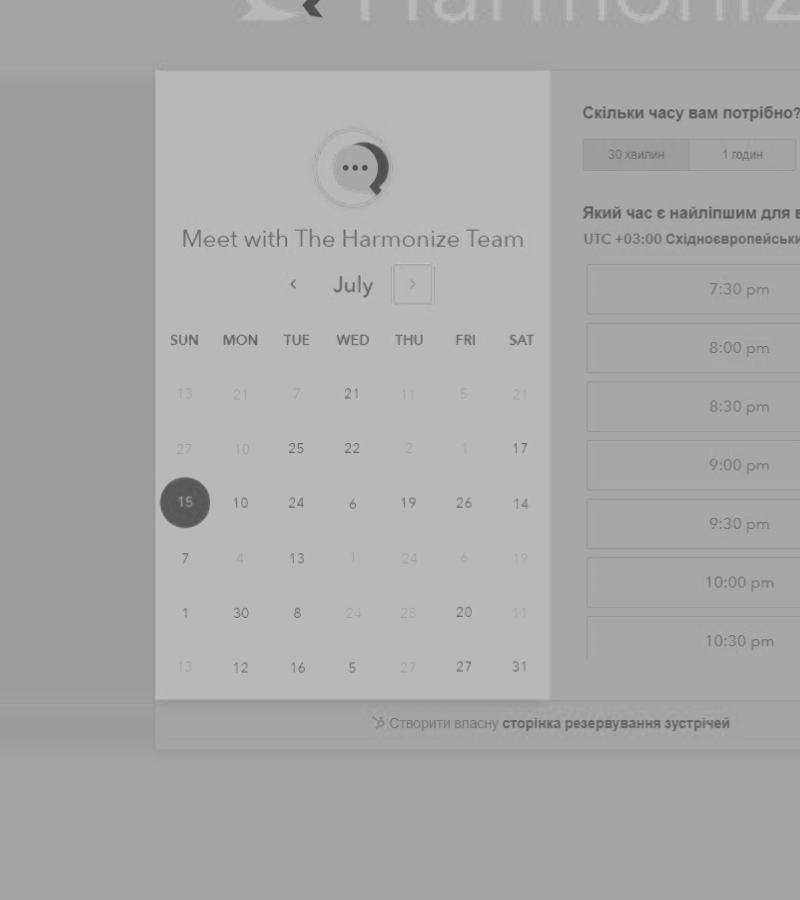 Meet with The Harmonize Team
July
SUN MON TUE WED THU FRI SAT
13 21 7 21 11 5 21
27 10 25 22 2 1 17
15 10 24 6 19 26 14
7 4 13 1 24 6 19
1 30 8 24 28 20 11
13 12 16 5 27 27 31
Скільки часу вам потрібно?
30 хвилин 1 годин
Який час є найліпшим для
UTC +03:00
7:30 pm
8:00 pm
8:30 pm
9:00 pm
9:30 pm
10:00 pm
10:30 pm
Створити власну сторінка резервування зустрічей